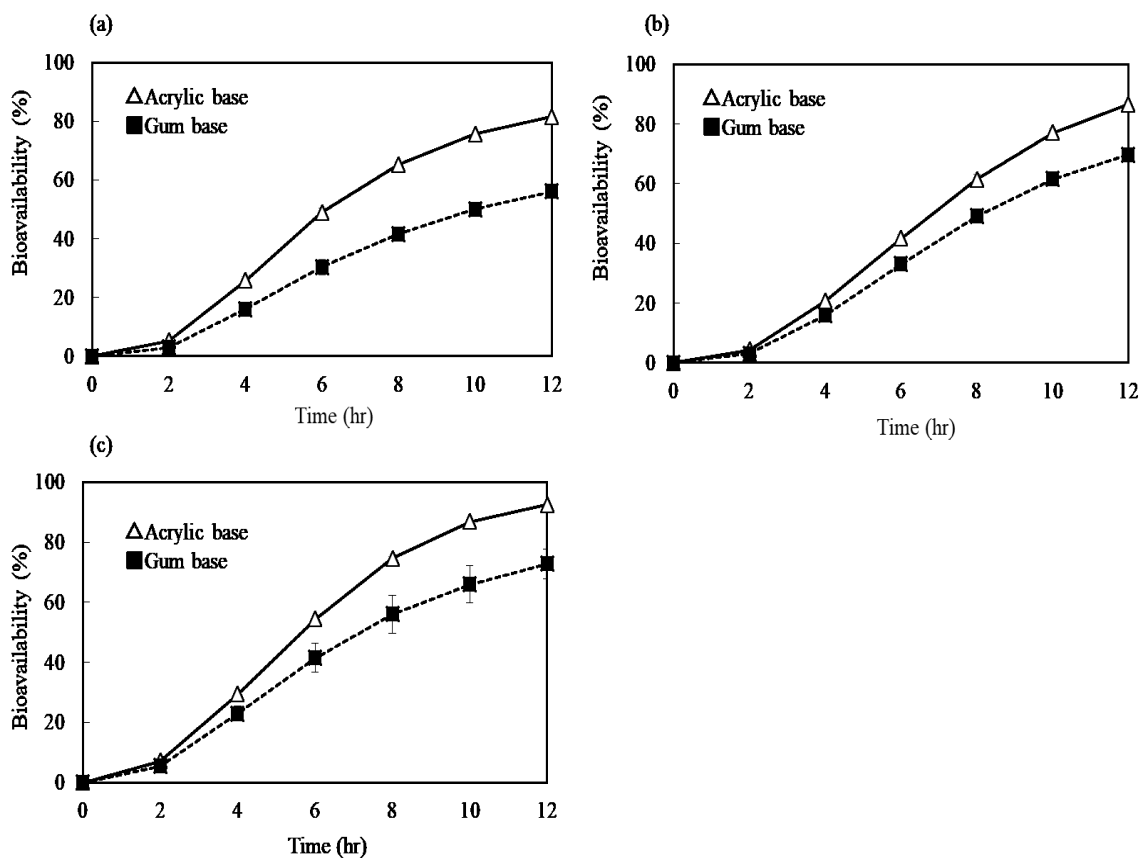 (a)
Bioavailability (%)
100
80
60
40
20
0
Acrylic base
Gum base
0 2 4 6 8 10 12
Time (hr)
(b)
Bioavailability (%)
100
80
60
40
20
0
Acrylic base
Gum base
0 2 4 6 8 10 12
Time (hr)
(c)
Bioavailability (%)
100
80
60
40
20
0
Acrylic base
Gum base
0 2 4 6 8 10 12
Time (hr)